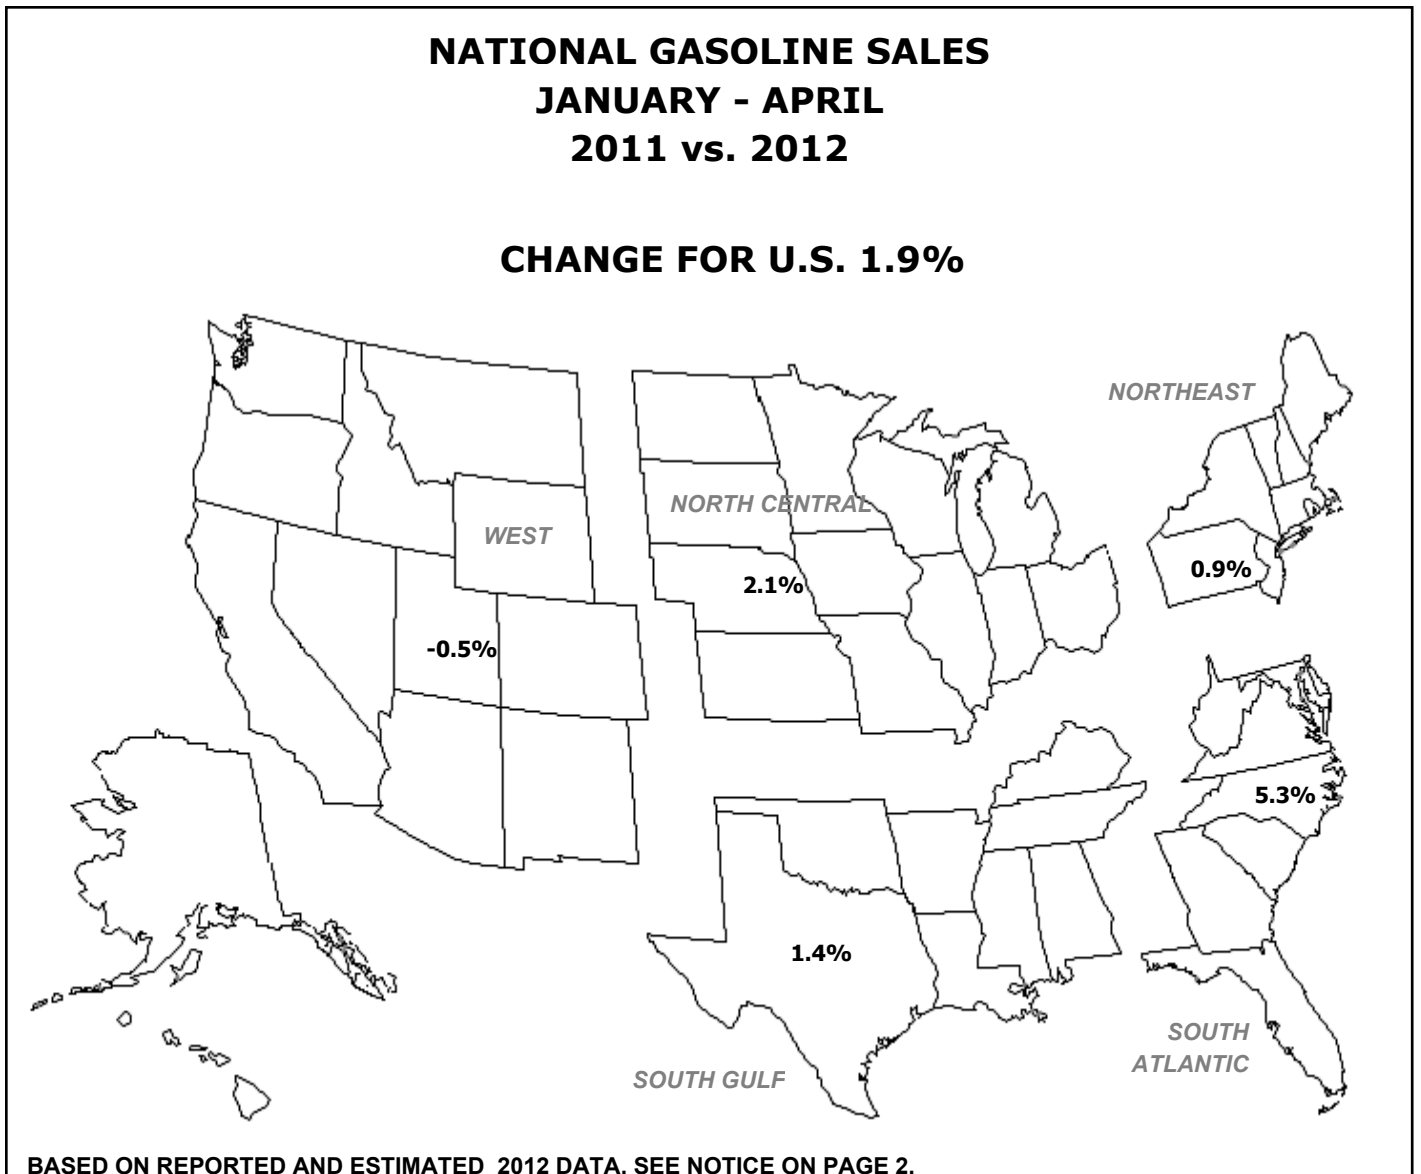 NATIONAL GASOLINE SALES
JANUARY - APRIL
2011 vs. 2012
CHANGE FOR U.S. 1.9%
NORTHEAST
NORTH CENTRAL
WEST
0.9%
2.1%
-0.5%
5.3%
1.4%
SOUTH
ATLANTIC
SOUTH GULF
BASED ON REPORTED AND ESTIMATED  2012 DATA. SEE NOTICE ON PAGE 2.